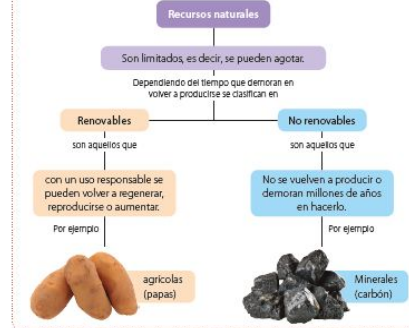 Recursos naturales
Son limitados, es decir, se pueden agotar.
Dependiendo del tiempo que demoran en
volver a producirse se clasifican en
Renovables
No renovables
son aquellos que
son aquellos que
con un uso responsable se
pueden volver a regenerar,
reproducirse o aumentar.
No se vuelven a producir o
demoran millones de años
en hacerlo.
Por ejemplo
Por ejemplo
agrícolas
(papas)
Minerales
(carbón)